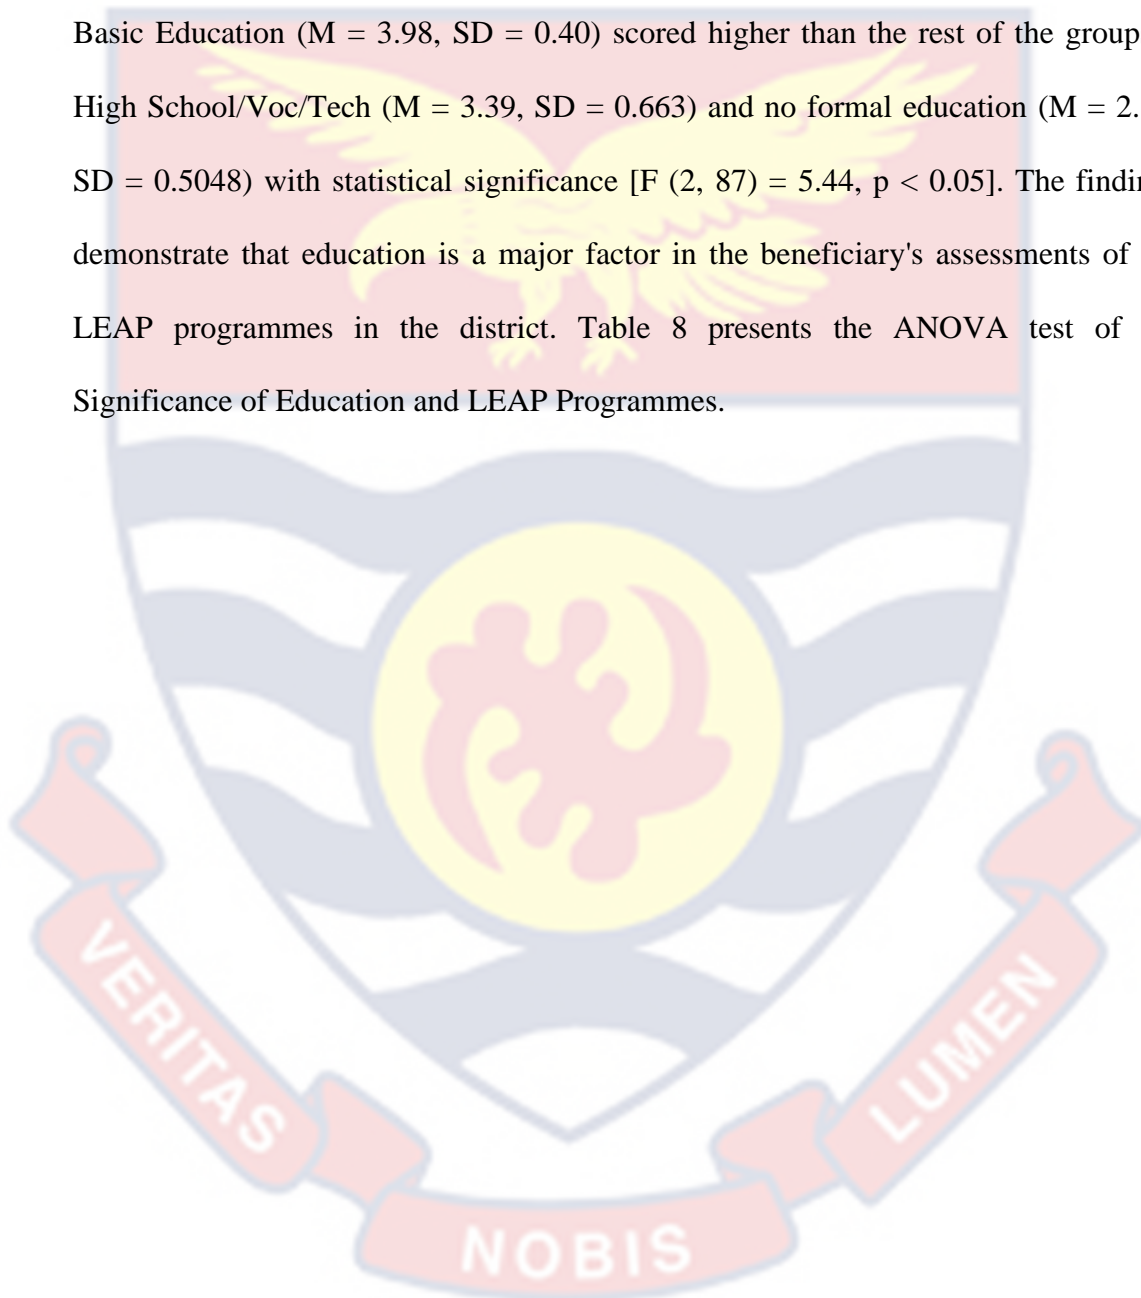 Basic Education (M = 3.98, SD = 0.40) scored higher than the rest of the group
High School/Voc/Tech (M = 3.39, SD = 0.663) and no formal education (M = 2.
SD = 0.5048) with statistical significance [F (2, 87) = 5.44, p < 0.05]. The
demonstrate that education is a major factor in the beneficiary's assessments of
LEAP programmes in the district. Table 8 presents the ANOVA test of
Significance of Education and LEAP Programmes.
VERITAS
NOBIS
LUMEN